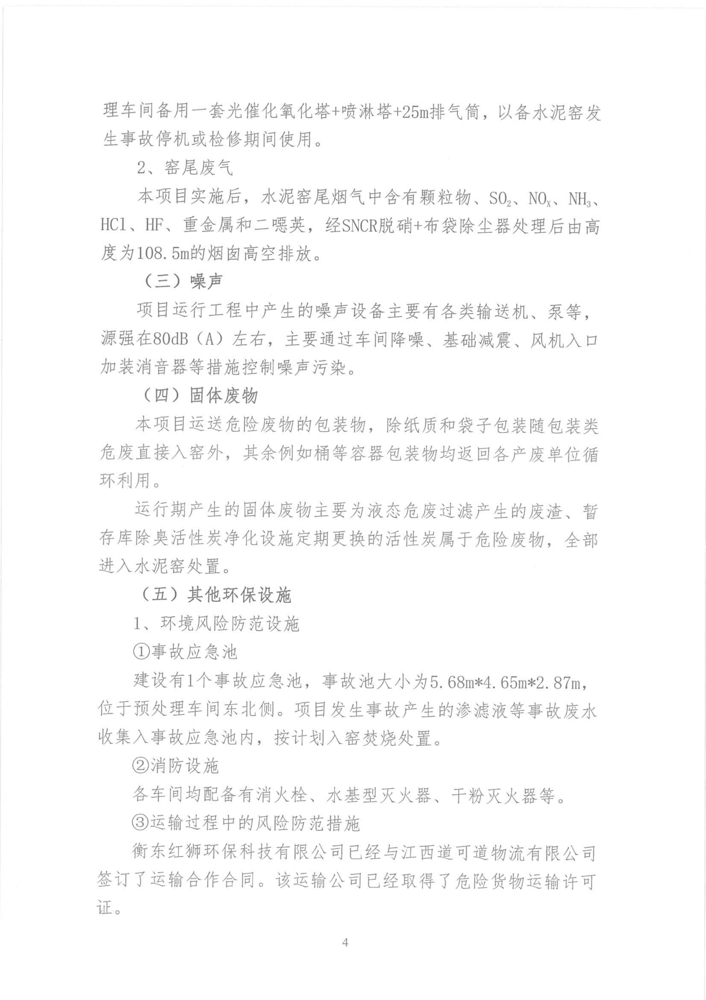 理车间备用一套光催化氧化塔+喷淋塔+25m排气筒，以备水泥窑发
生事故停机或检修期间使用。
2、窑尾废气
本项目实施后，水泥窑尾烟气中含有颗粒物、SO₂、NOₓ、NH₃、
HCl、HF、重金属和二噁英，经SNCR脱硝+布袋除尘器处理后由高
度为108.5m的烟囱高空排放。
（三）噪声
项目运行工程中产生的噪声设备主要有各类输送机、泵等，
源强在80dB（A）左右，主要通过车间降噪、基础减震、风机入口
加装消音器等措施控制噪声污染。
（四）固体废物
本项目运送危险废物的包装物，除纸质和袋子包装随包装类
危废直接入窑外，其余例如桶等容器包装物均返回各产废单位循
环利用。
运行期产生的固体废物主要为液态危废过滤产生的废渣、暂
存库除臭活性炭净化设施定期更换的活性炭属于危险废物，全部
进入水泥窑处置。
（五）其他环保设施
1、环境风险防范设施
①事故应急池
建设有1个事故应急池，事故池大小为5.68m*4.65m*2.87m，
位于预处理车间东北侧。项目发生事故产生的渗滤液等事故废水
收集入事故应急池内，按计划入窑焚烧处置。
②消防设施
各车间均配备有消火栓、水基型灭火器、干粉灭火器等。
③运输过程中的风险防范措施
衡东红狮环保科技有限公司已经与江西道可道物流有限公司
签订了运输合作合同。该运输公司已经取得了危险货物运输许可
证。
4